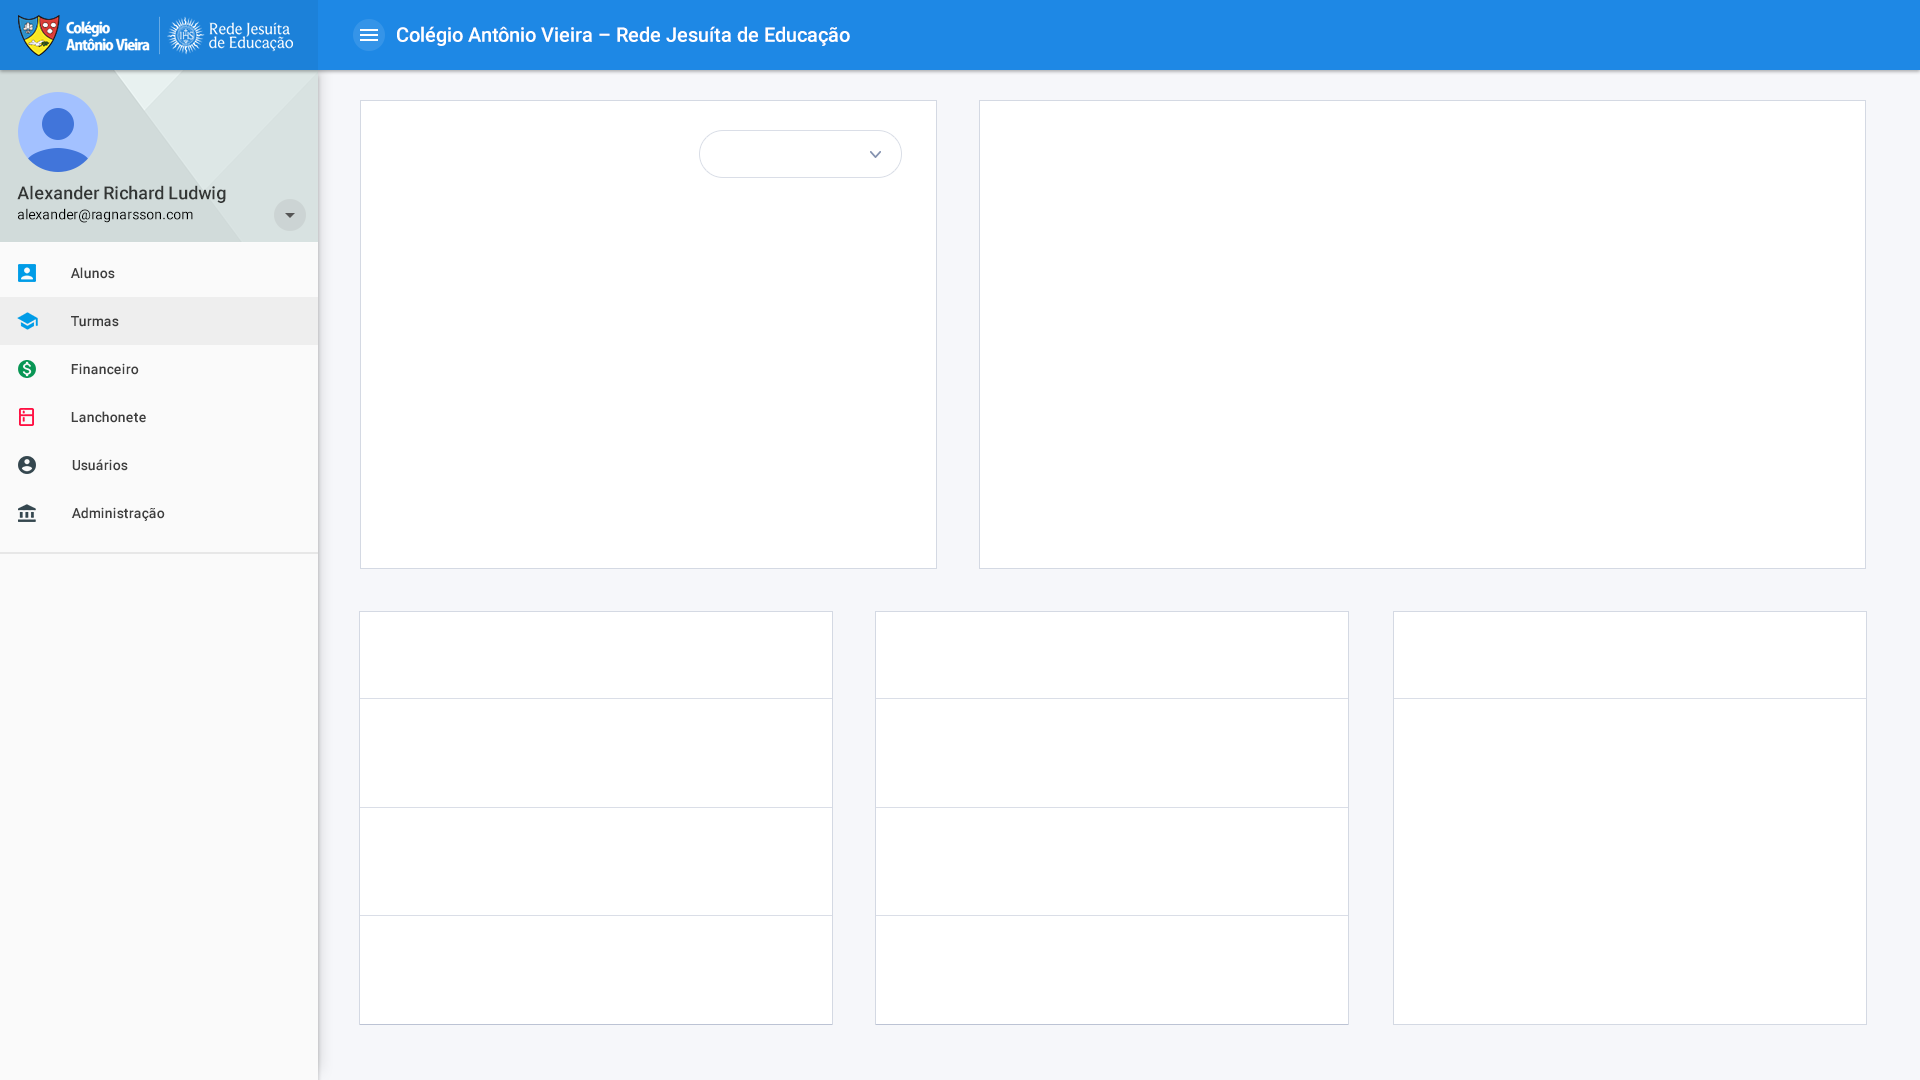 Colégio
Antônio Vieira
Rede Jesuíta
de Educação
Colégio Antônio Vieira – Rede Jesuíta de Educação
Alexander Richard Ludwig
alexander@ragnarsson.com
Alunos
Turmas
Financeiro
Lanchonete
Usuários
Administração